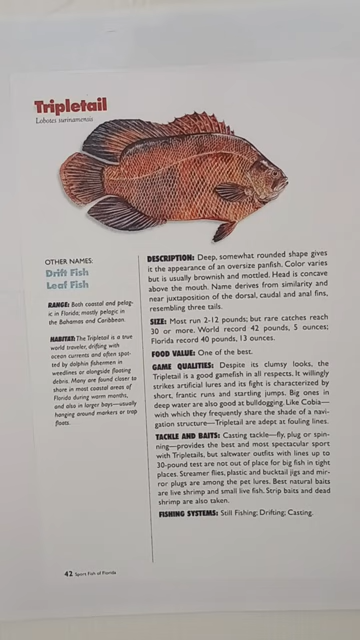 Tripletail
Lobotes surinamensis
OTHER NAMES:
Drift Fish
Leaf Fish
RANGE: Both coastal and pelag-
ic in Florida; mostly pelagic in
the Bahamas and Caribbean.
HABITAT: The Tripletail is a true
world traveler, drifting with
ocean currents and often spot-
ted by dolphin fishermen in
weedlines or alongside floating
debris. Many are found closer to
shore in most coastal areas of
Florida during warm months,
and also in larger bays—usually
hanging around markers or trap
floats.
DESCRIPTION: Deep, somewhat rounded shape gives
it the appearance of an oversize panfish. Color varies
but is usually brownish and mottled. Head is concave
above the mouth. Name derives from similarity and
near juxtaposition of the dorsal, caudal and anal fins,
resembling three tails.
SIZE: Most run 2-12 pounds; but rare catches reach
30 or more. World record 42 pounds, 5 ounces;
Florida record 40 pounds, 13 ounces.
FOOD VALUE: One of the best.
GAME QUALITIES: Despite its clumsy looks, the
Tripletail is a good gamefish in all respects. It willingly
strikes artificial lures and its fight is characterized by
short, frantic runs and startling jumps. Big ones in
deep water are also good at bulldogging. Like Cobia—
with which they frequently share the shade of a navi-
gation structure—Tripletail are adept at fouling lines.
TACKLE AND BAITS: Casting tackle—fly, plug or spin-
ning—provides the best and most spectacular sport
with Tripletails, but saltwater outfits with lines up to
30-pound test are not out of place for big fish in tight
places. Streamer flies, plastic and bucktail jigs and mir-
ror plugs are among the pet lures. Best natural baits
are live shrimp and small live fish. Strip baits and dead
shrimp are also taken.
FISHING SYSTEMS: Still Fishing; Drifting; Casting.
42 Sport Fish of Florida